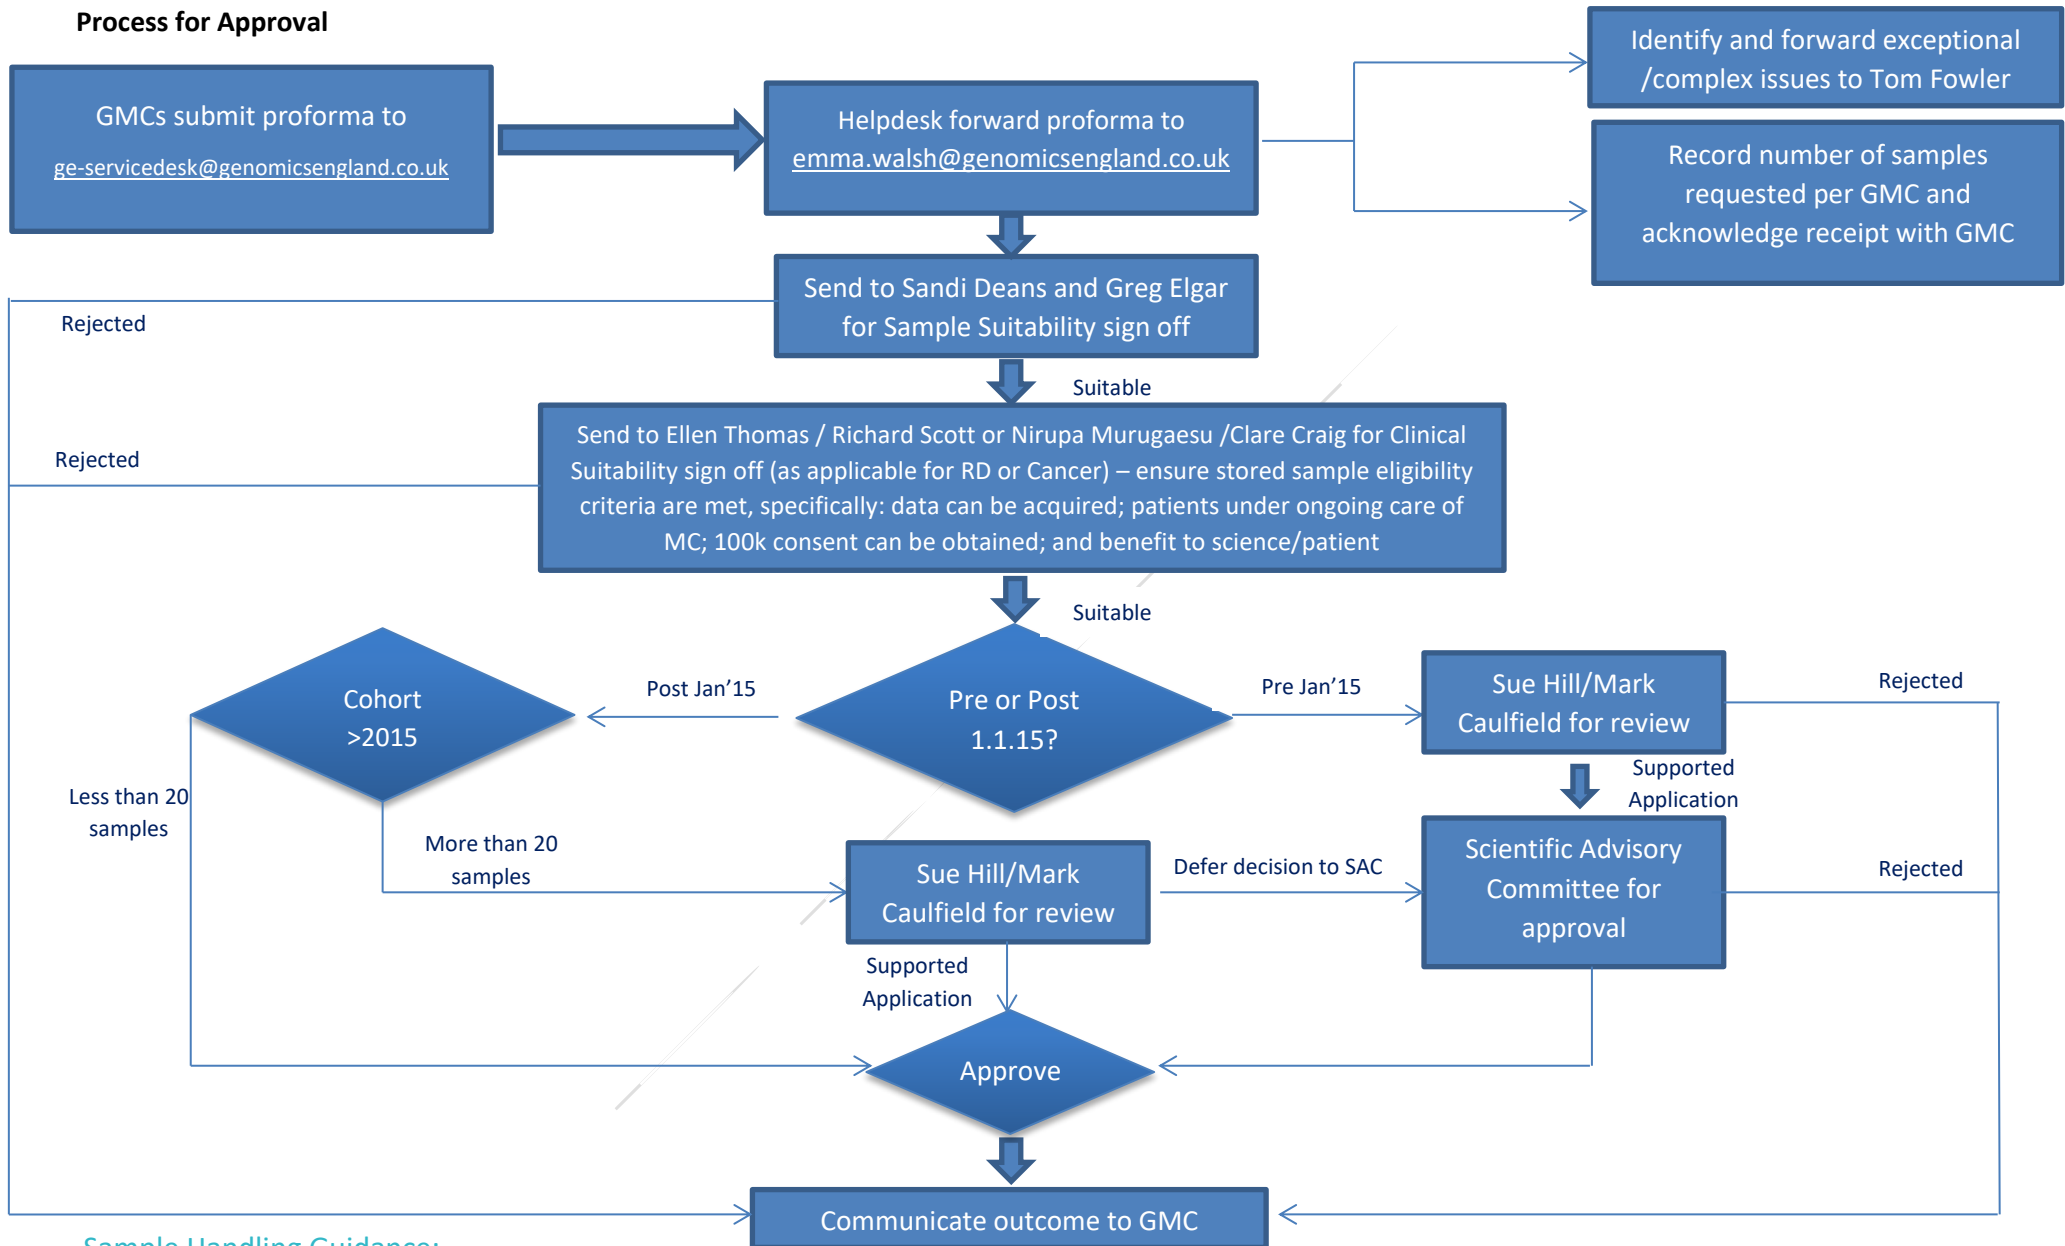 Process for Approval
GMCs submit proforma to
ge-servicedesk@genomicsengland.co.uk
Helpdesk forward proforma to
emma.walsh@genomicsengland.co.uk
Identify and forward exceptional
/complex issues to Tom Fowler
Record number of samples
requested per GMC and
acknowledge receipt with GMC
Send to Sandi Deans and Greg Elgar
for Sample Suitability sign off
Rejected
Suitable
Send to Ellen Thomas / Richard Scott or Nirupa Murugaesu /Clare Craig for Clinical
Suitability sign off (as applicable for RD or Cancer) – ensure stored sample eligibility
criteria are met, specifically: data can be acquired; patients under ongoing care of
MC; 100k consent can be obtained; and benefit to science/patient
Rejected
Suitable
Cohort
>2015
Post Jan'15
Pre or Post
1.1.15?
Pre Jan'15
Sue Hill/Mark
Caulfield for review
Rejected
Supported
Application
Less than 20
samples
More than 20
samples
Sue Hill/Mark
Caulfield for review
Defer decision to SAC
Scientific Advisory
Committee for
approval
Rejected
Supported
Application
Approve
Communicate outcome to GMC
Sample Handling Guidance: